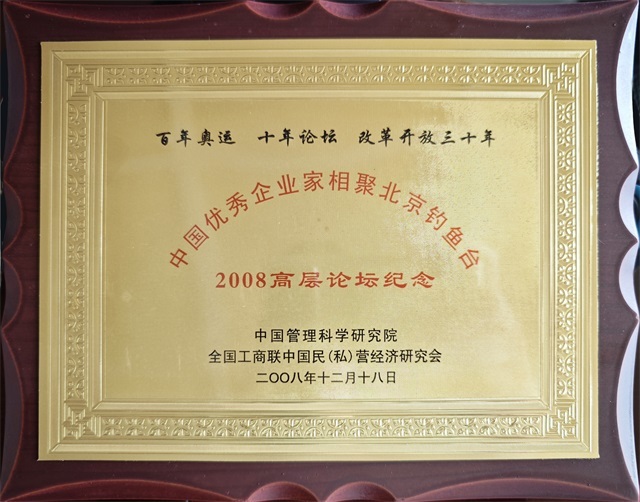 百年奥运 十年论坛 改革开放三十年
中国优秀企业家相聚北京钓鱼台
2008高层论坛纪念
中国管理科学研究院
全国工商联中国民(私)营经济研究会
二〇〇八年十二月十八日